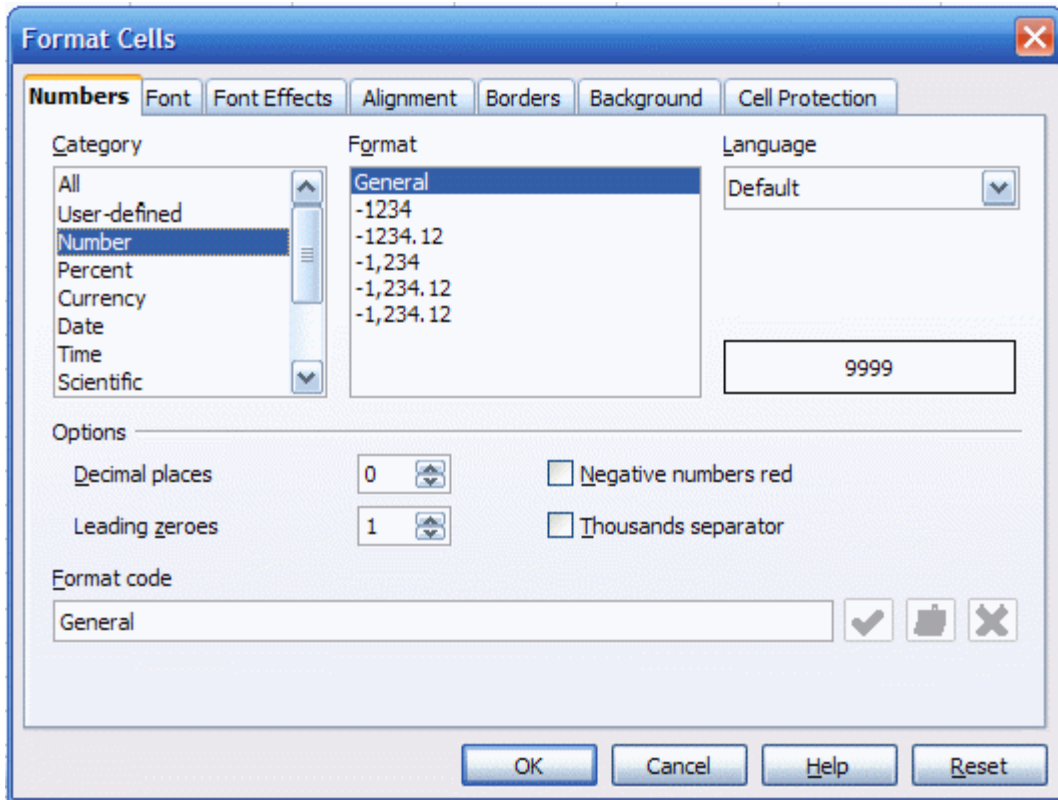 Format Cells
Numbers Font Font Effects Alignment Borders Background Cell Protection
Category
All
User-defined
Number
Percent
Currency
Date
Time
Scientific
Format
General
-1234
-1234.12
-1,234
-1,234.12
-1,234.12
Language
Default
9999
Options
Decimal places 0 Negative numbers red
Leading zeroes 1 Thousands separator
Format code
General
OK Cancel Help Reset